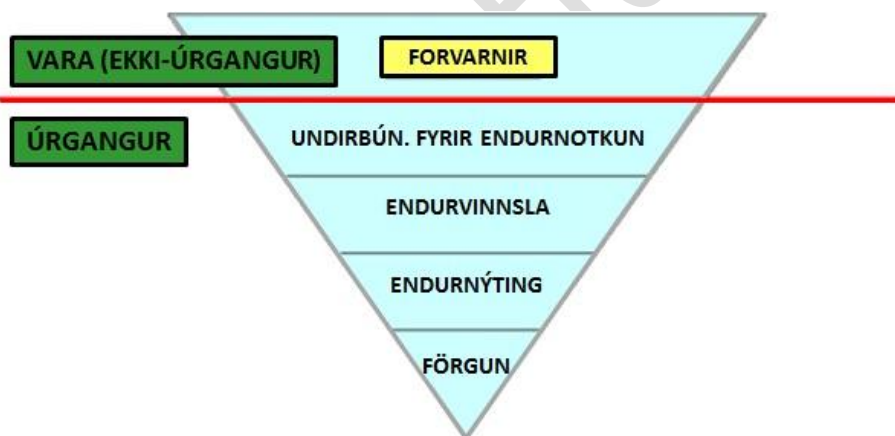 VARA (EKKI-ÚRGANGUR)
FORVARNIR
ÚRGANGUR
UNDIRBÚN. FYRIR ENDURNOTKUN
ENDURVINNSLA
ENDURNÝTING
FÖRGUN